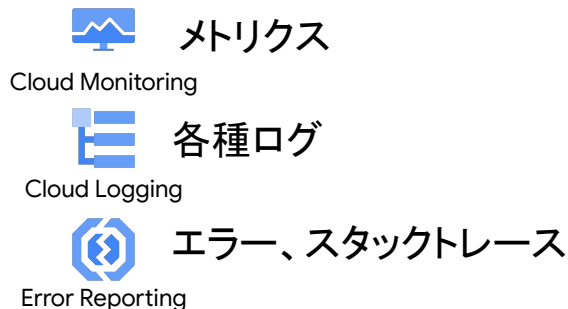 メトリクス
Cloud Monitoring
各種ログ
Cloud Logging
エラー、スタックトレース
Error Reporting